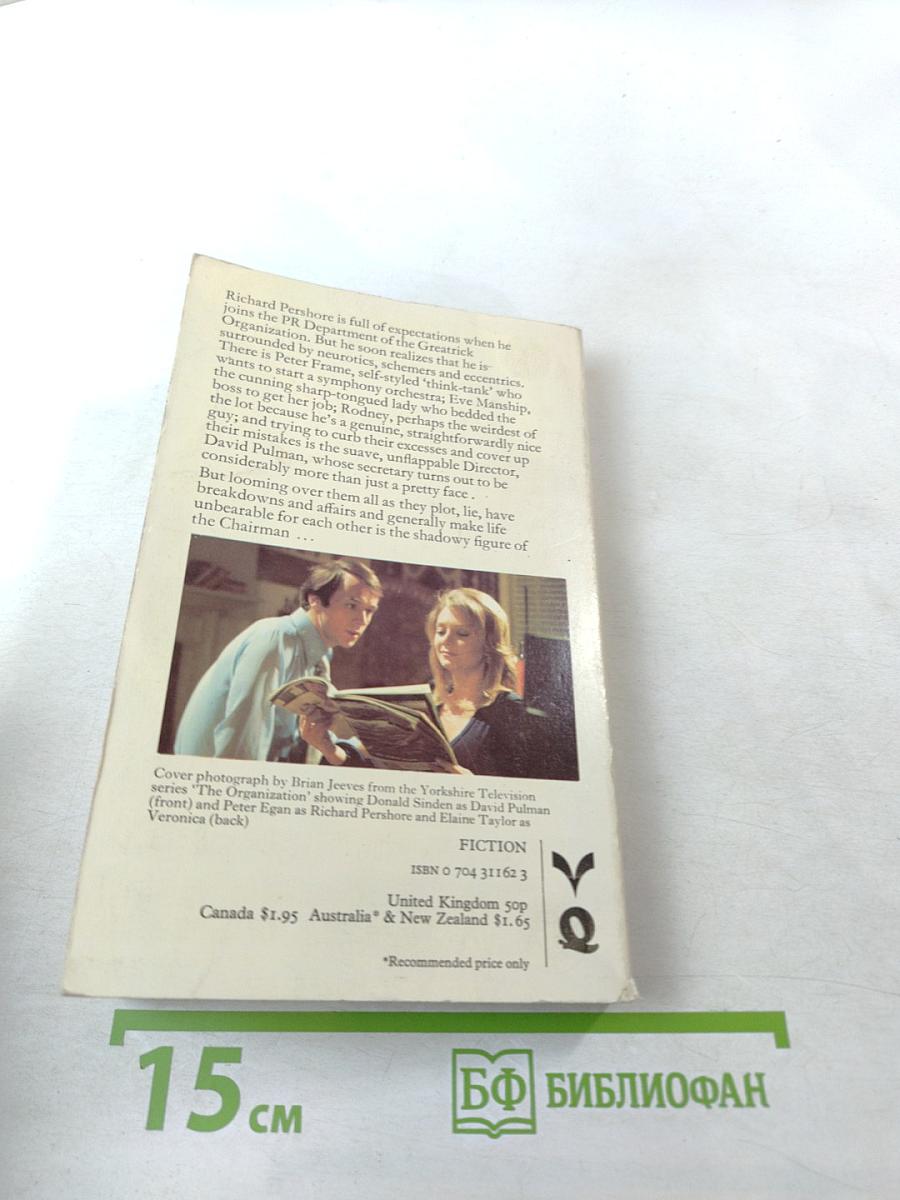 Richard Pershore is full of expectations when he
joins the PR Department of the Greatrick
Organization. But he soon realizes that he is
surrounded by neurotics, schemers and eccentrics.
There is Peter Frame, self-styled 'think-tank' who
wants to start a symphony orchestra; Eve Manship,
the cunning sharp-tongued lady who bedded the
boss to get her job; Rodney, perhaps the weirdest of
the lot because he's a genuine, straightforwardly nice
guy; and trying to curb their excesses and cover up
their mistakes is the suave, unflappable Director,
David Pulman, whose secretary turns out to be
considerably more than just a pretty face . .
But looming over them all as they plot, lie, have
breakdowns and affairs and generally make life
unbearable for each other is the shadowy figure of
the Chairman ...
Cover photograph by Brian Jeeves from the Yorkshire Television
series 'The Organization' showing Donald Sinden as David Pulman
(front) and Peter Egan as Richard Pershore and Elaine Taylor as
Veronica (back)
FICTION
ISBN 0 704 31162 3
United Kingdom 50p
Canada $1.95 Australia* & New Zealand $1.65
*Recommended price only
15 см
БФ БИБЛИОФАН